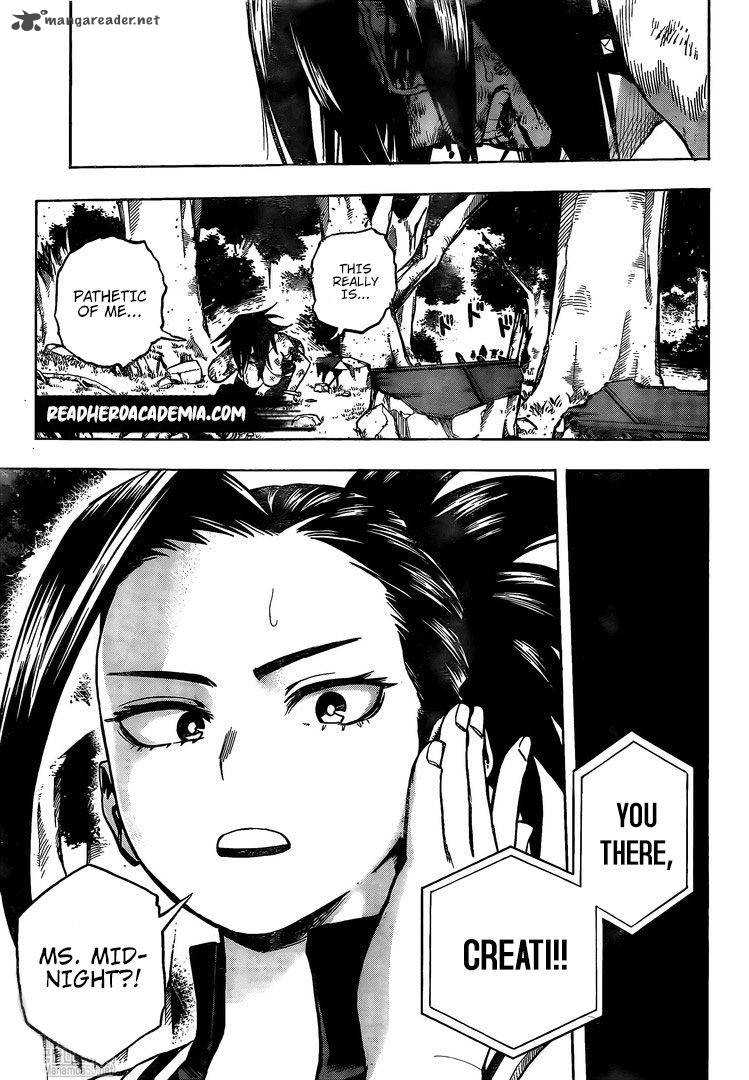 mangareader.net
THIS
REALLY
IS...
PATHETIC
OF ME...
ドドド
READHEROACADEMIA.COM
YOU
THERE,
CREATI!!
MS. MID-
NIGHT?!